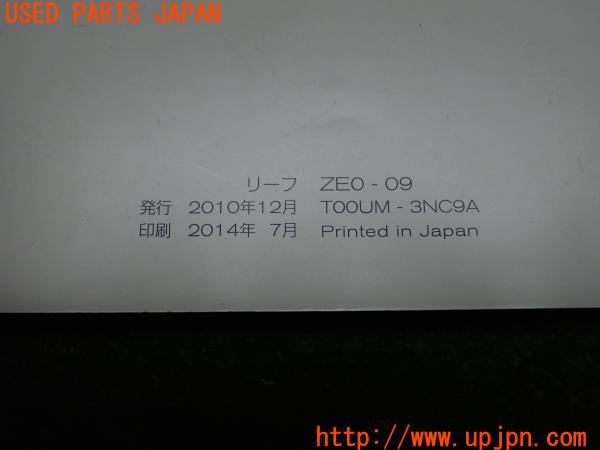 USED PARTS JAPAN
リーフ ZE0 - 09
発行 2010年12月 T00UM - 3NC9A
印刷 2014年 7月 Printed in Japan
http://www.upjpn.com/